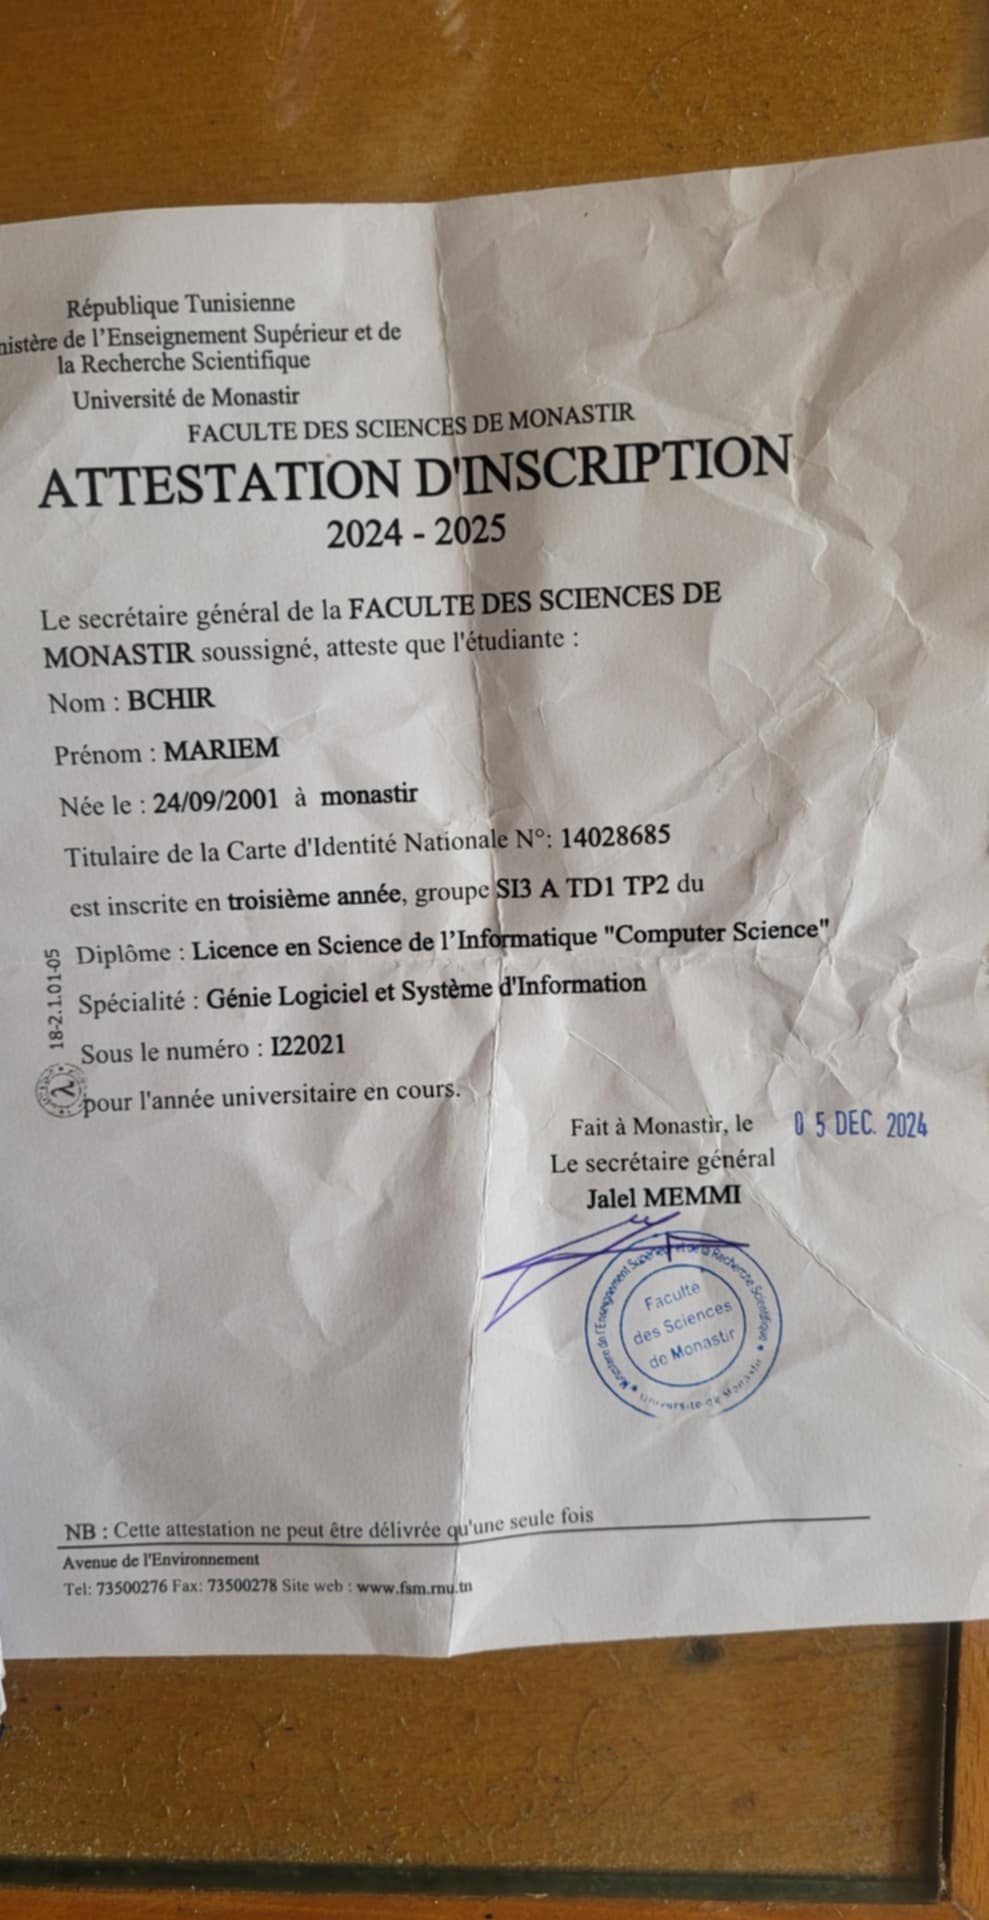 République Tunisienne
nistère de l'Enseignement Supérieur et de
la Recherche Scientifique
Université de Monastir
FACULTE DES SCIENCES DE MONASTIR
ATTESTATION D'INSCRIPTION
2024 - 2025
Le secrétaire général de la FACULTE DES SCIENCES DE
MONASTIR soussigné, atteste que l'étudiante :
Nom : BCHIR
Prénom : MARIEM
Née le : 24/09/2001 à monastir
Titulaire de la Carte d'Identité Nationale N°: 14028685
est inscrite en troisième année, groupe SI3 A TD1 TP2 du
Diplôme : Licence en Science de l'Informatique "Computer Science"
Spécialité : Génie Logiciel et Système d'Information
Sous le numéro : I22021
pour l'année universitaire en cours.
18-2.1.01-05
Fait à Monastir, le 05 DEC. 2024
Le secrétaire général
Jalel MEMMI
Ministère de l'Enseignement Supérieur et de la Recherche Scientifique
Faculté
des Sciences
de Monastir
Université de Monastir
NB : Cette attestation ne peut être délivrée qu'une seule fois
Avenue de l'Environnement
Tel: 73500276 Fax: 73500278 Site web : www.fsm.rnu.tn